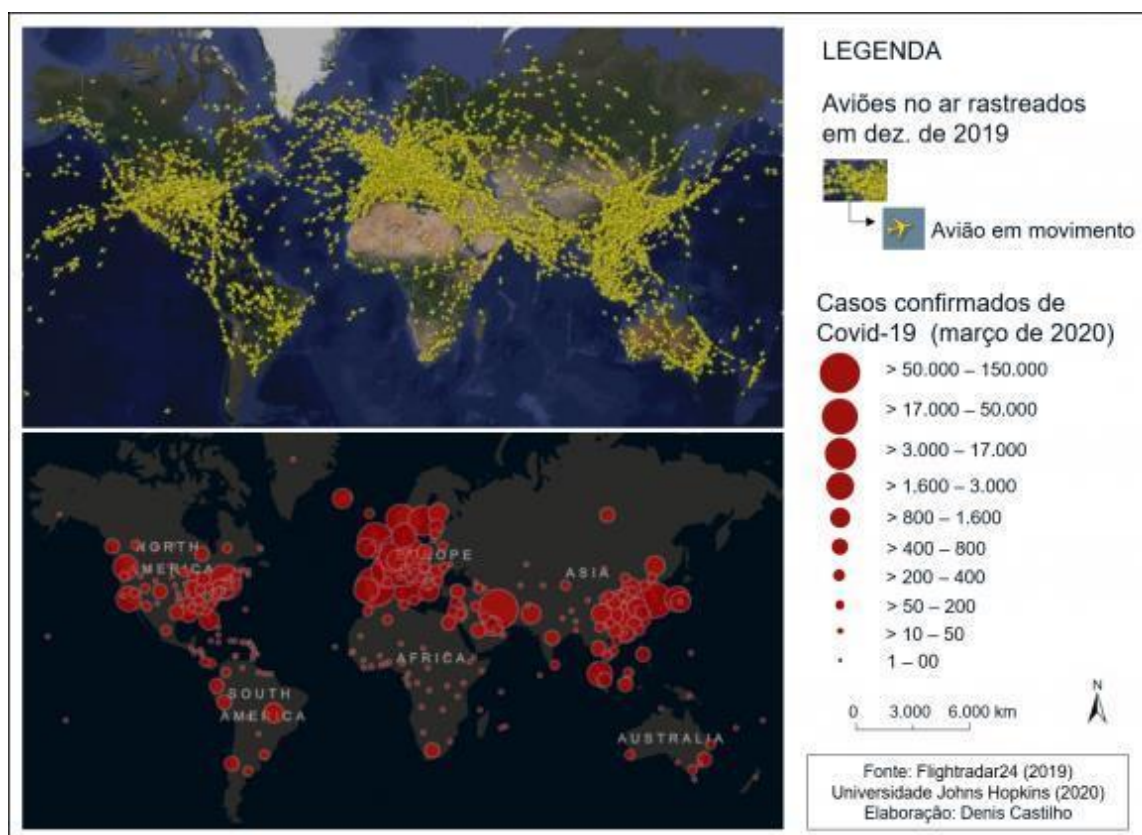 LEGENDA
Aviões no ar rastreados
em dez. de 2019
Avião em movimento
Casos confirmados de
Covid-19 (março de 2020)
> 50.000 – 150.000
> 17.000 – 50.000
> 3.000 – 17.000
> 1.600 – 3.000
> 800 – 1.600
> 400 – 800
> 200 – 400
> 50 – 200
> 10 – 50
1 – 00
N
0 3.000 6.000 km
Fonte: Flightradar24 (2019)
Universidade Johns Hopkins (2020)
Elaboração: Denis Castilho
NORTH
AMERICA
EUROPE
ASIA
AFRICA
SOUTH
AMERICA
AUSTRALIA